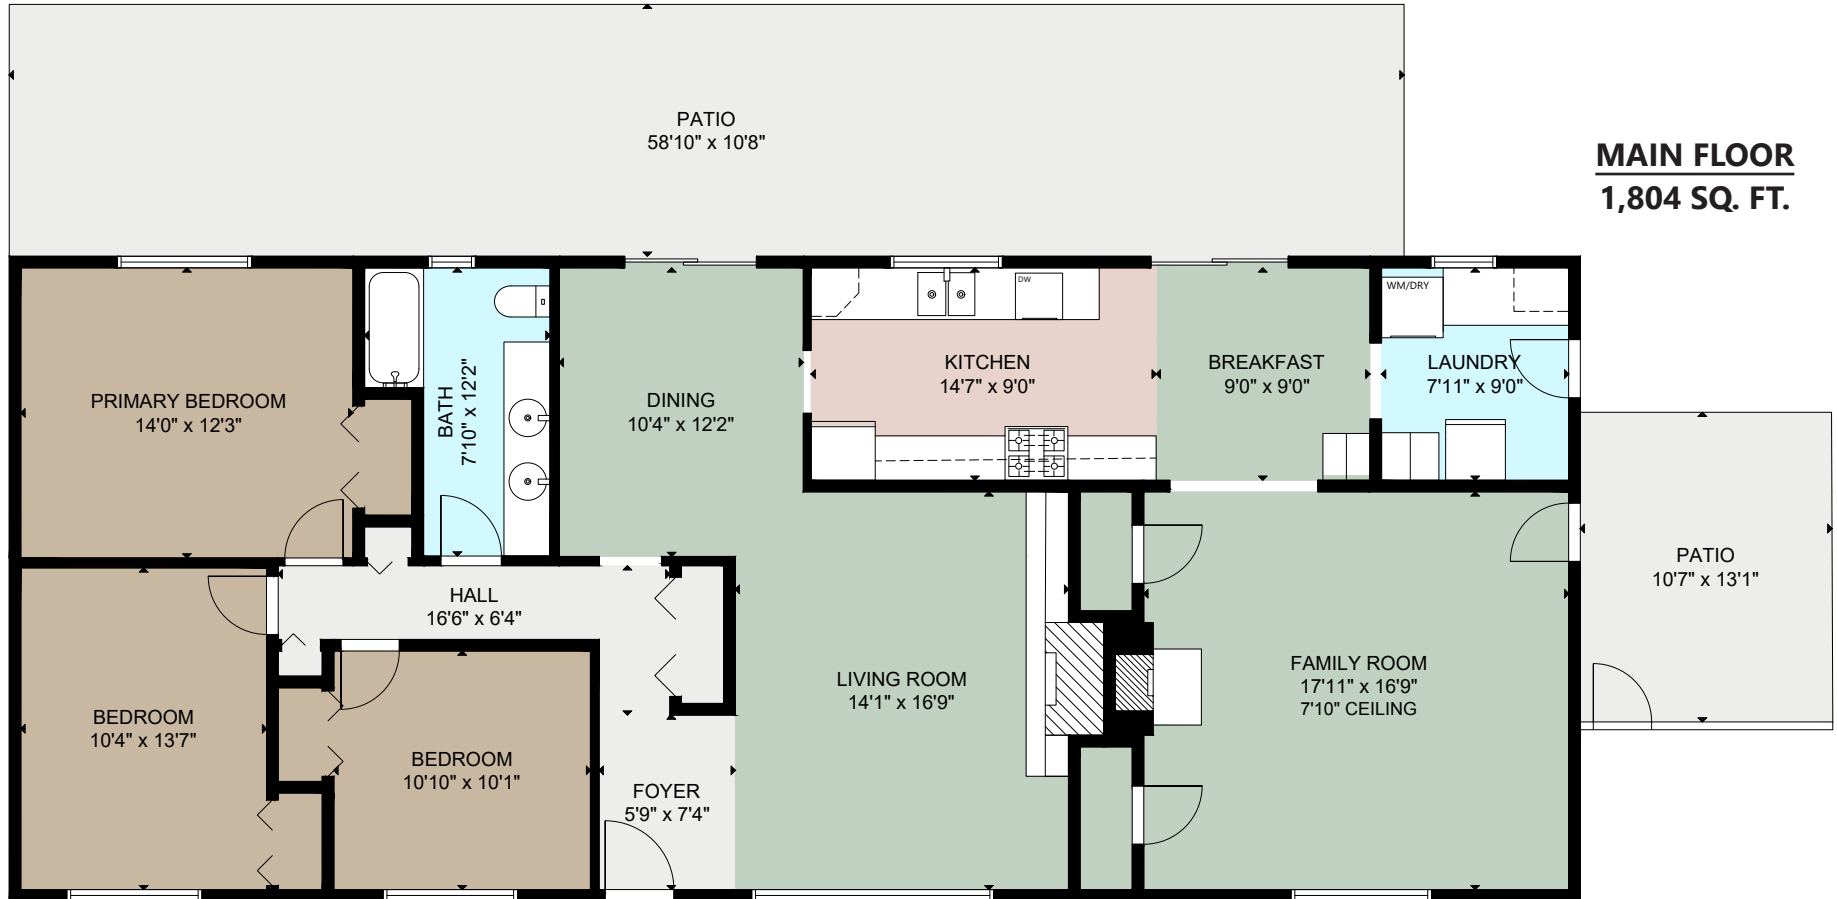 PATIO
58'10" x 10'8"
MAIN FLOOR
1,804 SQ. FT.
PRIMARY BEDROOM
14'0" x 12'3"
BATH
7'10" x 12'2"
DINING
10'4" x 12'2"
DW
KITCHEN
14'7" x 9'0"
BREAKFAST
9'0" x 9'0"
WM/DRY
LAUNDRY
7'11" x 9'0"
PATIO
10'7" x 13'1"
HALL
16'6" x 6'4"
BEDROOM
10'4" x 13'7"
BEDROOM
10'10" x 10'1"
FOYER
5'9" x 7'4"
LIVING ROOM
14'1" x 16'9"
FAMILY ROOM
17'11" x 16'9"
7'10" CEILING